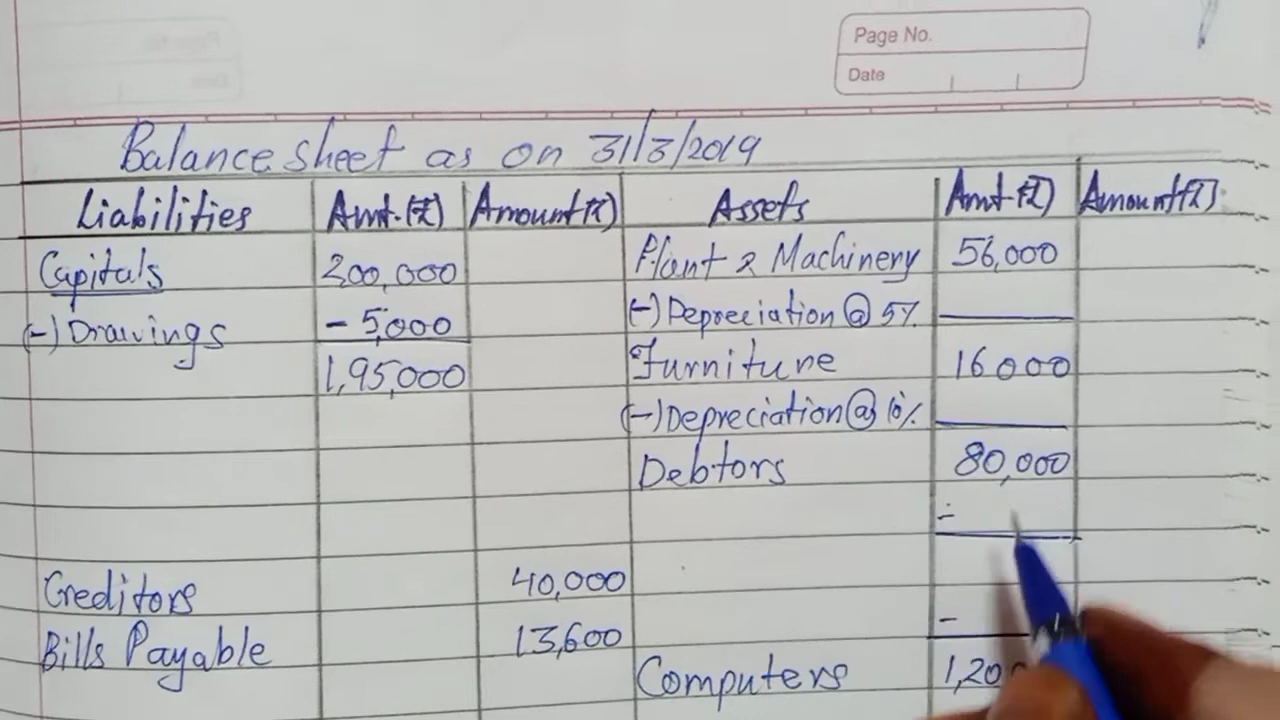 Page No.
Date
Balance sheet as on 31/3/2019
Liabilities Amt.(₹) Amount(₹) Assets Amt.(₹) Amount(₹)
Capitals 200,000 Plant & Machinery 56,000
(-) Drawings - 5,000 (-) Depreciation @ 5%
1,95,000 Furniture 16000
(-) Depreciation @ 10%
Debtors 80,000
-
Creditors 40,000
-
Bills Payable 13,600
Computers